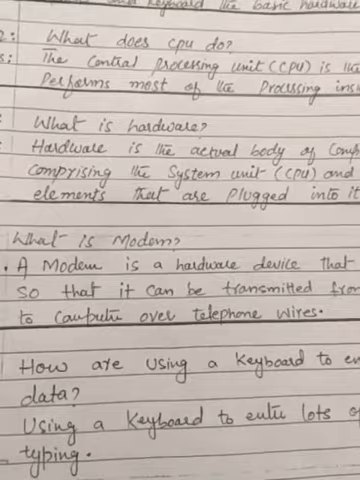 and Keyboard the basic hardware
2: What does CPU do?
s: The Central Processing unit (CPU) is the
Performs most of the Processing ins
: What is hardware?
: Hardware is the actual body of Comp
Comprising the System unit (CPU) and
elements that are Plugged into it
What is Modem?
. A Modem is a hardware device that
so that it can be transmitted from
to Computer over telephone wires.
How are using a Keyboard to en
data?
Using a Keyboard to enter lots of
typing.